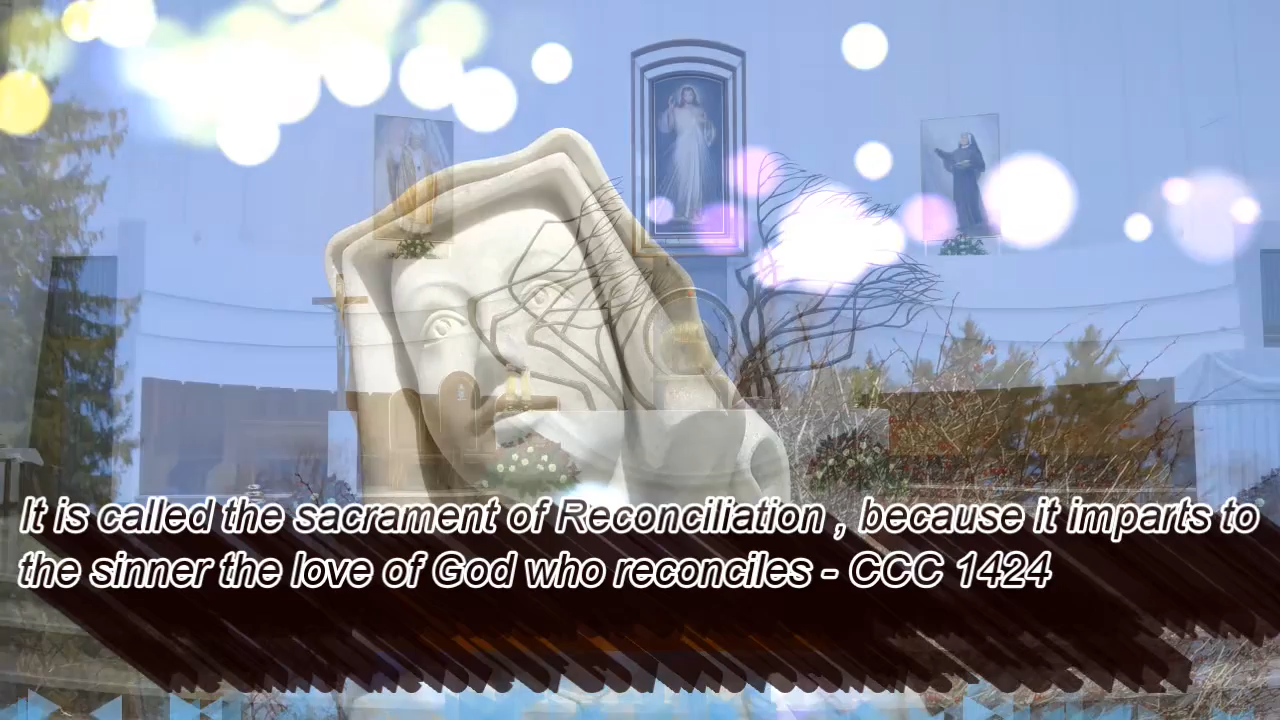 It is called the sacrament of Reconciliation , because it imparts to
the sinner the love of God who reconciles - CCC 1424